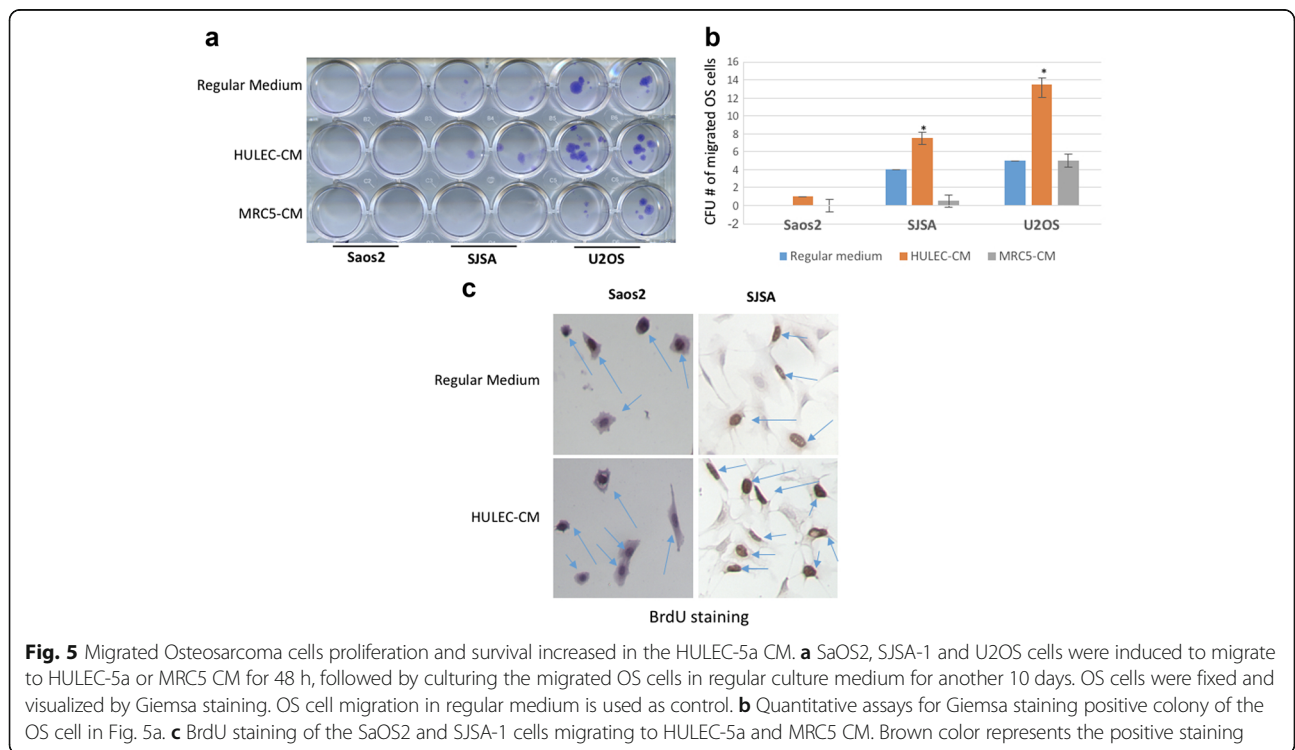 a
Regular Medium
HULEC-CM
MRC5-CM
Saos2 SJSA U2OS
b
CFU # of migrated OS cells
16
14
12
10
8
6
4
2
0
-2
*
*
Saos2 SJSA U2OS
Regular medium HULEC-CM MRC5-CM
c
Saos2 SJSA
Regular Medium
HULEC-CM
BrdU staining
Fig. 5 Migrated Osteosarcoma cells proliferation and survival increased in the HULEC-5a CM. a SaOS2, SJSA-1 and U2OS cells were induced to migrate
to HULEC-5a or MRC5 CM for 48 h, followed by culturing the migrated OS cells in regular culture medium for another 10 days. OS cells were fixed and
visualized by Giemsa staining. OS cell migration in regular medium is used as control. b Quantitative assays for Giemsa staining positive colony of the
OS cell in Fig. 5a. c BrdU staining of the SaOS2 and SJSA-1 cells migrating to HULEC-5a and MRC5 CM. Brown color represents the positive staining